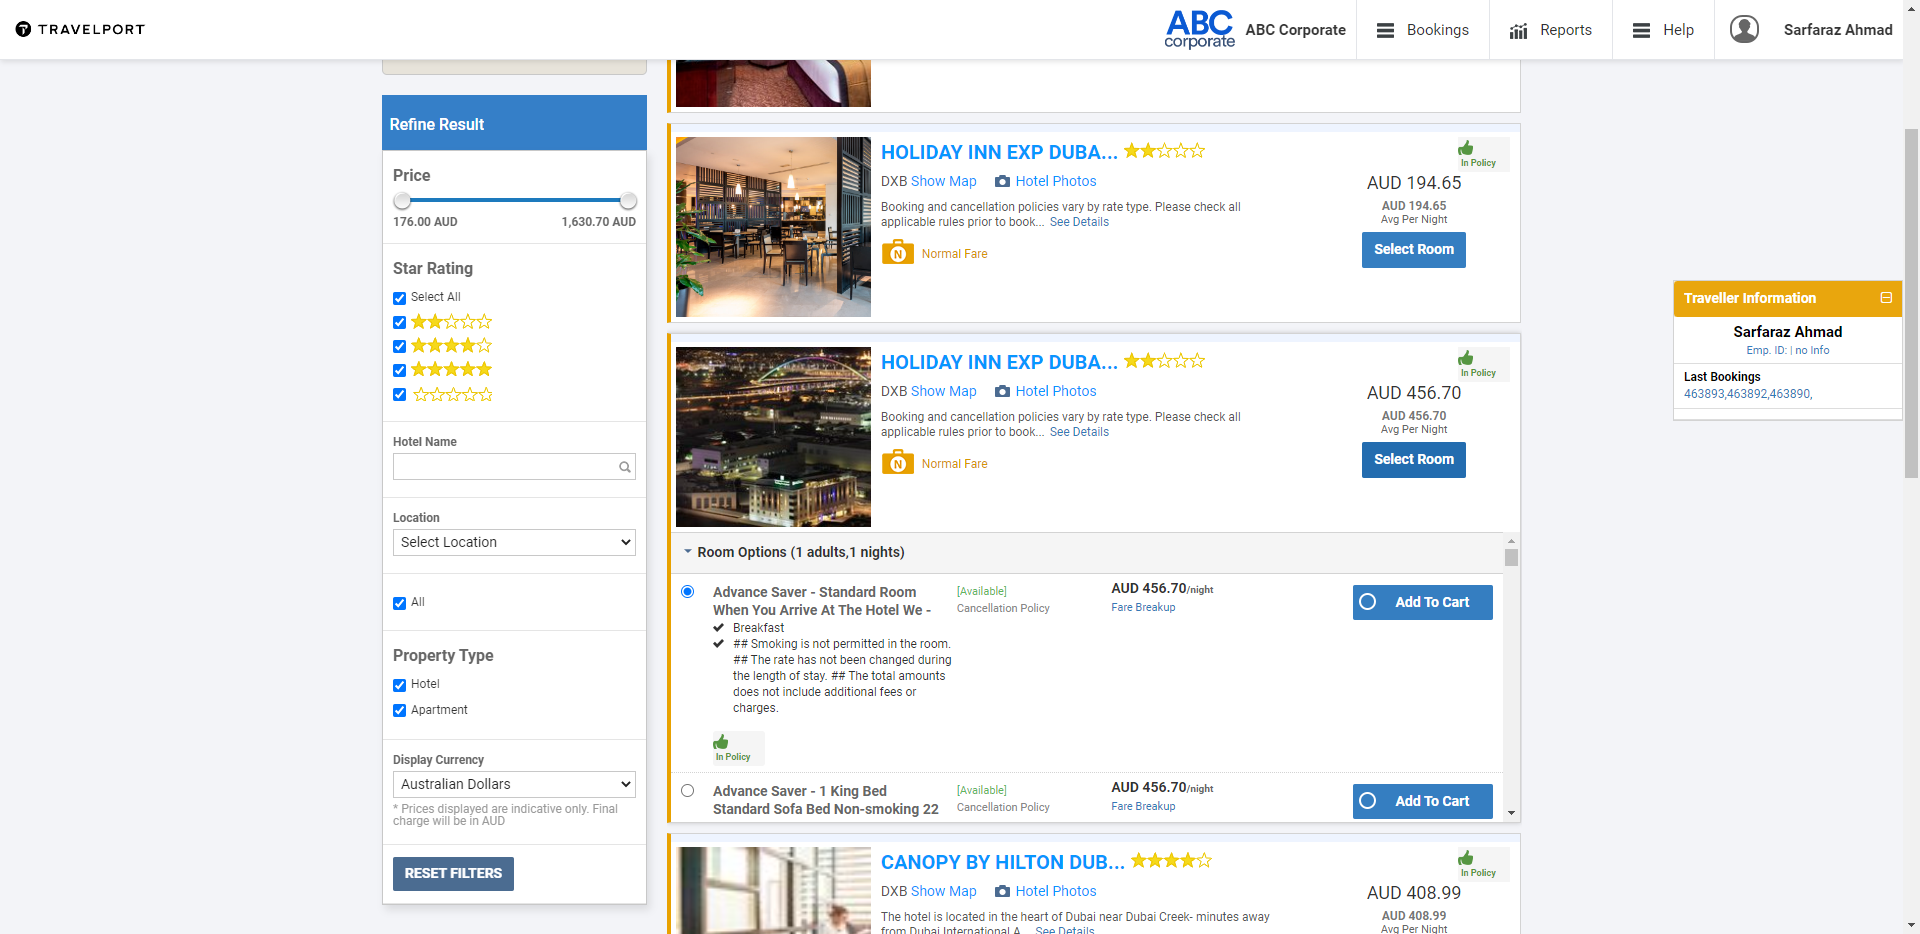 TRAVELPORT
ABC
corporate
ABC Corporate
Bookings
Reports
Help
Sarfaraz Ahmad
Refine Result
Price
176.00 AUD
1,630.70 AUD
Star Rating
Select All
Hotel Name
Location
Select Location
All
Property Type
Hotel
Apartment
Display Currency
Australian Dollars
* Prices displayed are indicative only. Final
charge will be in AUD
RESET FILTERS
HOLIDAY INN EXP DUBA...
DXB Show Map
Hotel Photos
Booking and cancellation policies vary by rate type. Please check all
applicable rules prior to book... See Details
N
Normal Fare
In Policy
AUD 194.65
AUD 194.65
Avg Per Night
Select Room
HOLIDAY INN EXP DUBA...
DXB Show Map
Hotel Photos
Booking and cancellation policies vary by rate type. Please check all
applicable rules prior to book... See Details
N
Normal Fare
In Policy
AUD 456.70
AUD 456.70
Avg Per Night
Select Room
Room Options (1 adults,1 nights)
Advance Saver - Standard Room
When You Arrive At The Hotel We -
Breakfast
## Smoking is not permitted in the room.
## The rate has not been changed during
the length of stay. ## The total amounts
does not include additional fees or
charges.
In Policy
[Available]
Cancellation Policy
AUD 456.70/night
Fare Breakup
Add To Cart
Advance Saver - 1 King Bed
Standard Sofa Bed Non-smoking 22
[Available]
Cancellation Policy
AUD 456.70/night
Fare Breakup
Add To Cart
CANOPY BY HILTON DUB...
DXB Show Map
Hotel Photos
The hotel is located in the heart of Dubai near Dubai Creek- minutes away
from Dubai International A... See Details
In Policy
AUD 408.99
AUD 408.99
Avg Per Night
Traveller Information
Sarfaraz Ahmad
Emp. ID: | no Info
Last Bookings
463893,463892,463890,